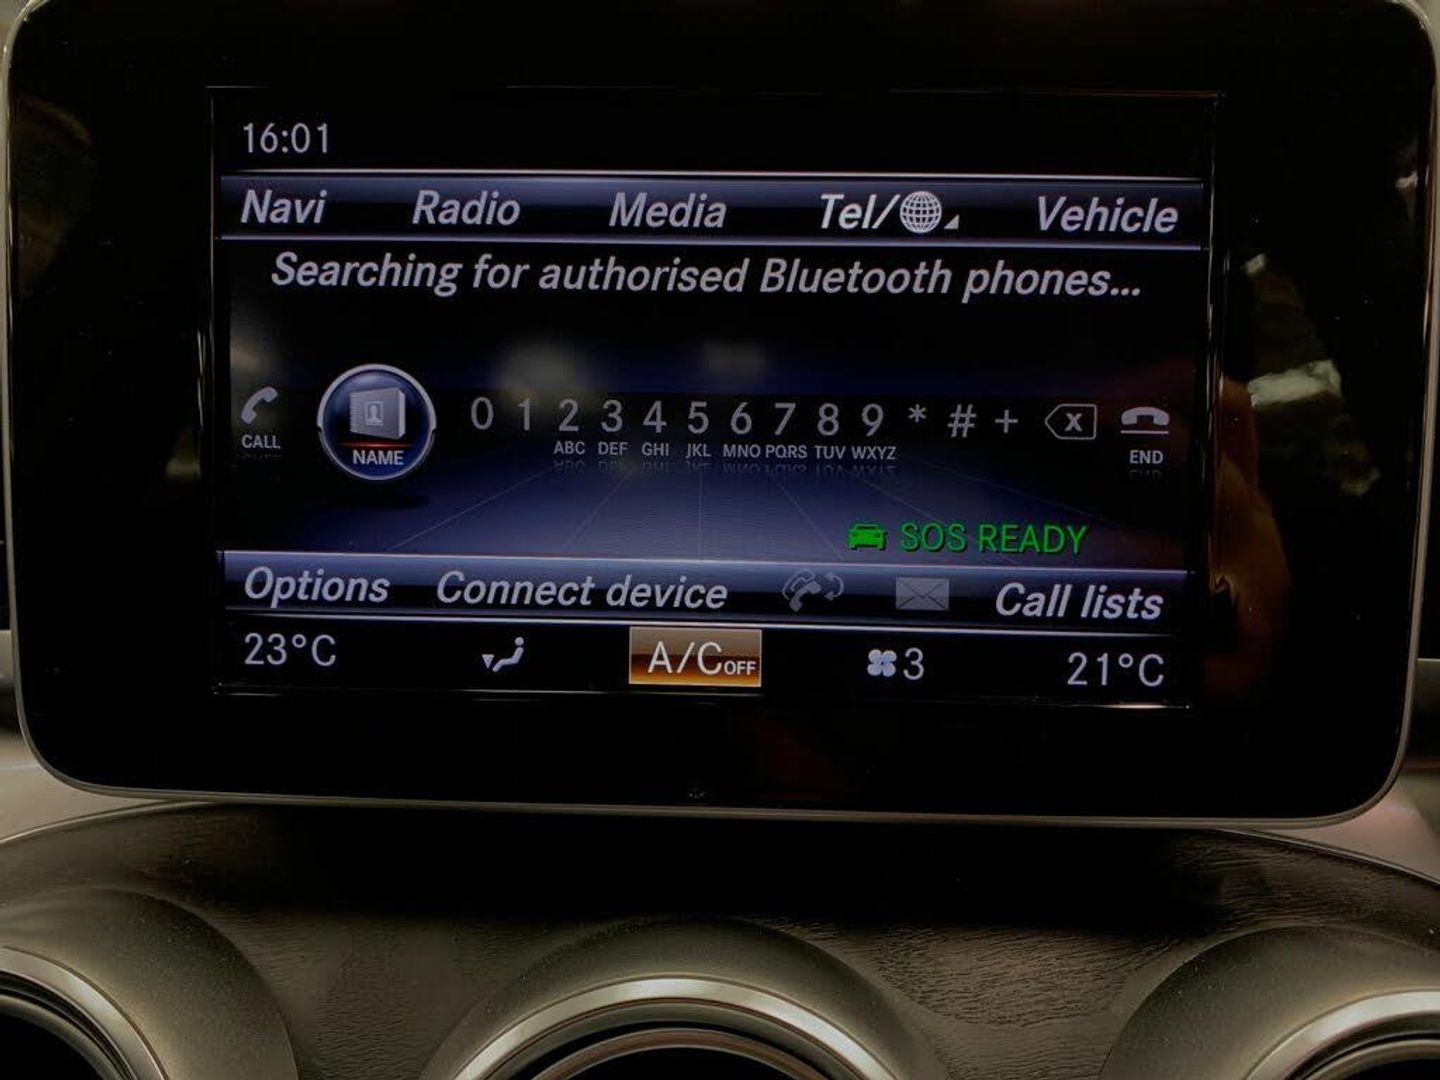 16:01
Navi Radio Media Tel/ Vehicle
Searching for authorised Bluetooth phones...
0 1 2 3 4 5 6 7 8 9 * # + x
CALL NAME ABC DEF GHI JKL MNO PQRS TUV WXYZ END
SOS READY
Options Connect device Call lists
23°C A/C OFF 3 21°C